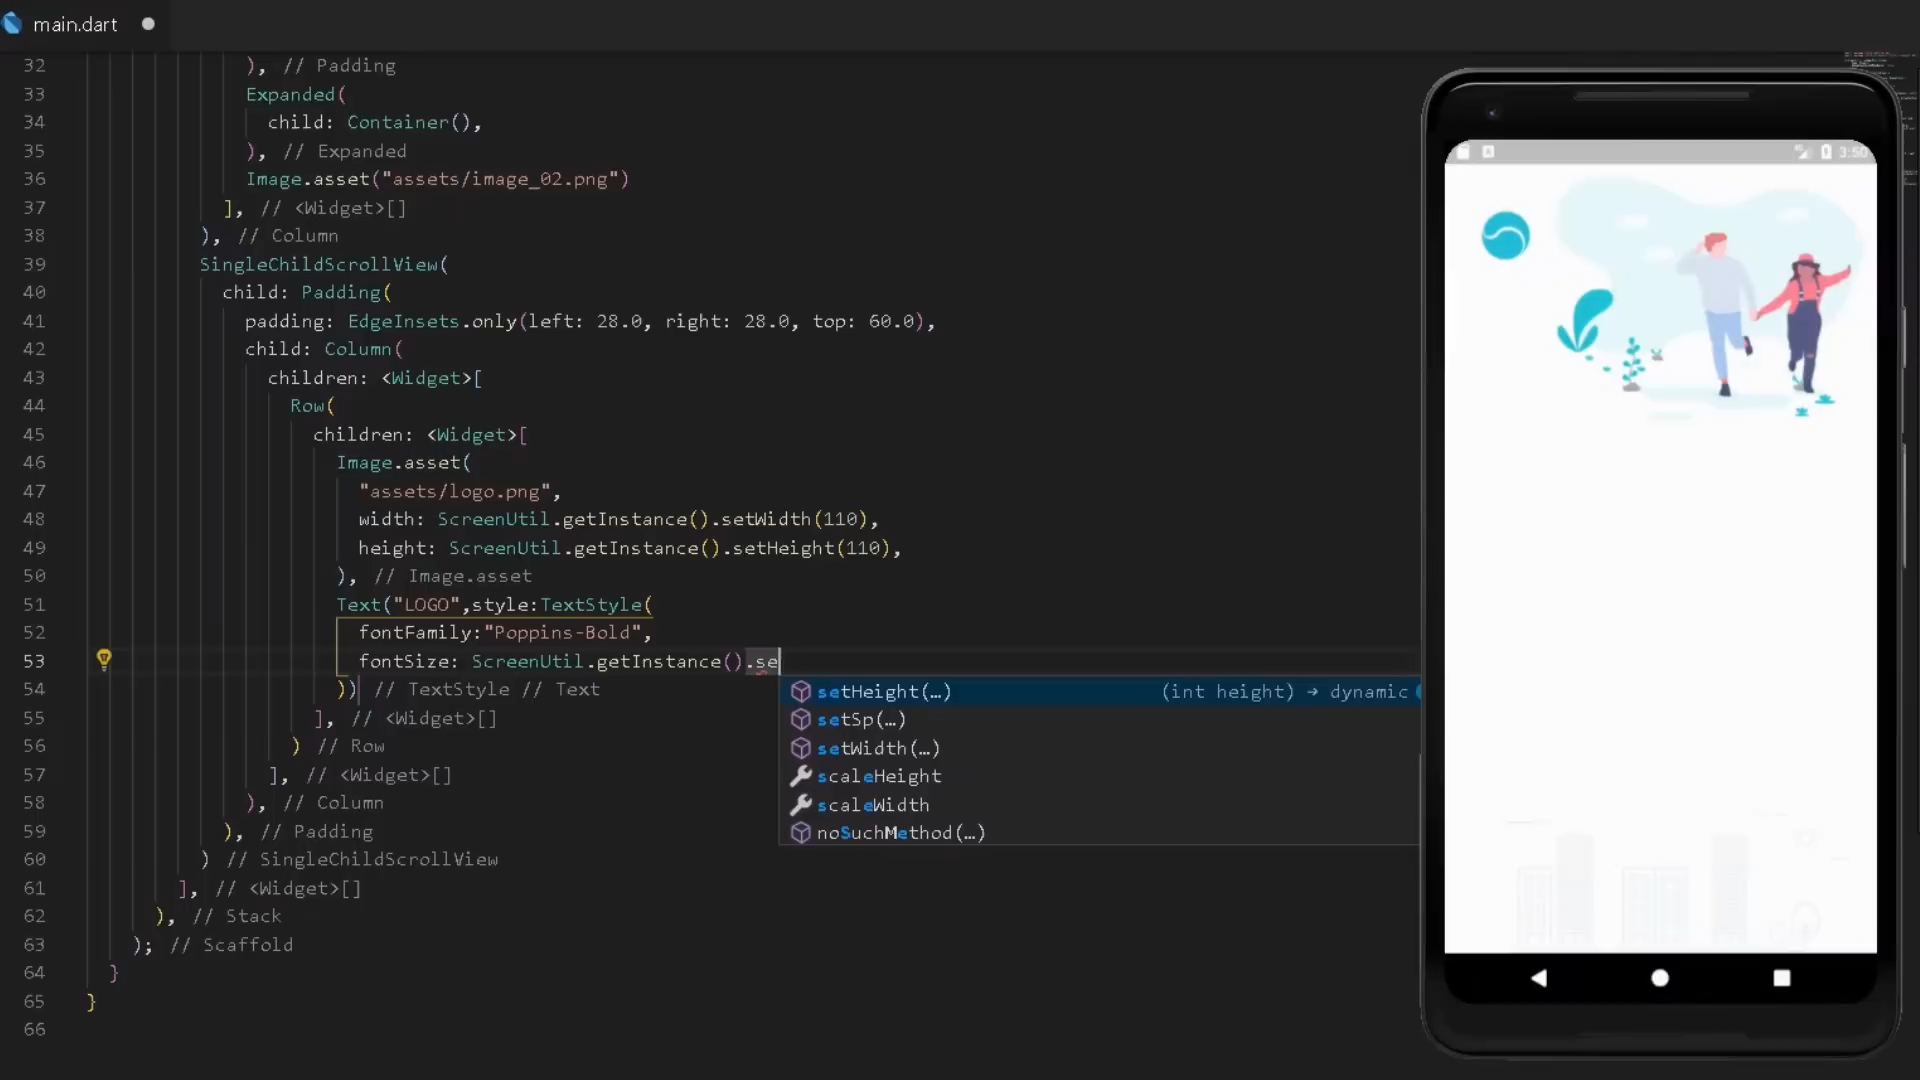 main.dart
32 ), // Padding
33 Expanded(
34 child: Container(),
35 ), // Expanded
36 Image.asset("assets/image_02.png")
37 ], // <Widget>[]
38 ), // Column
39 SingleChildScrollView(
40 child: Padding(
41 padding: EdgeInsets.only(left: 28.0, right: 28.0, top: 60.0),
42 child: Column(
43 children: <Widget>[
44 Row(
45 children: <Widget>[
46 Image.asset(
47 "assets/logo.png",
48 width: ScreenUtil.getInstance().setWidth(110),
49 height: ScreenUtil.getInstance().setHeight(110),
50 ), // Image.asset
51 Text("LOGO",style:TextStyle(
52 fontFamily:"Poppins-Bold",
53 fontSize: ScreenUtil.getInstance().se
54 )) // TextStyle // Text
55 ], // <Widget>[]
56 ) // Row
57 ], // <Widget>[]
58 ), // Column
59 ), // Padding
60 ) // SingleChildScrollView
61 ], // <Widget>[]
62 ), // Stack
63 ); // Scaffold
64 }
65 }
66
setHeight(…) (int height) → dynamic
setSp(…)
setWidth(…)
scaleHeight
scaleWidth
noSuchMethod(…)
3:50